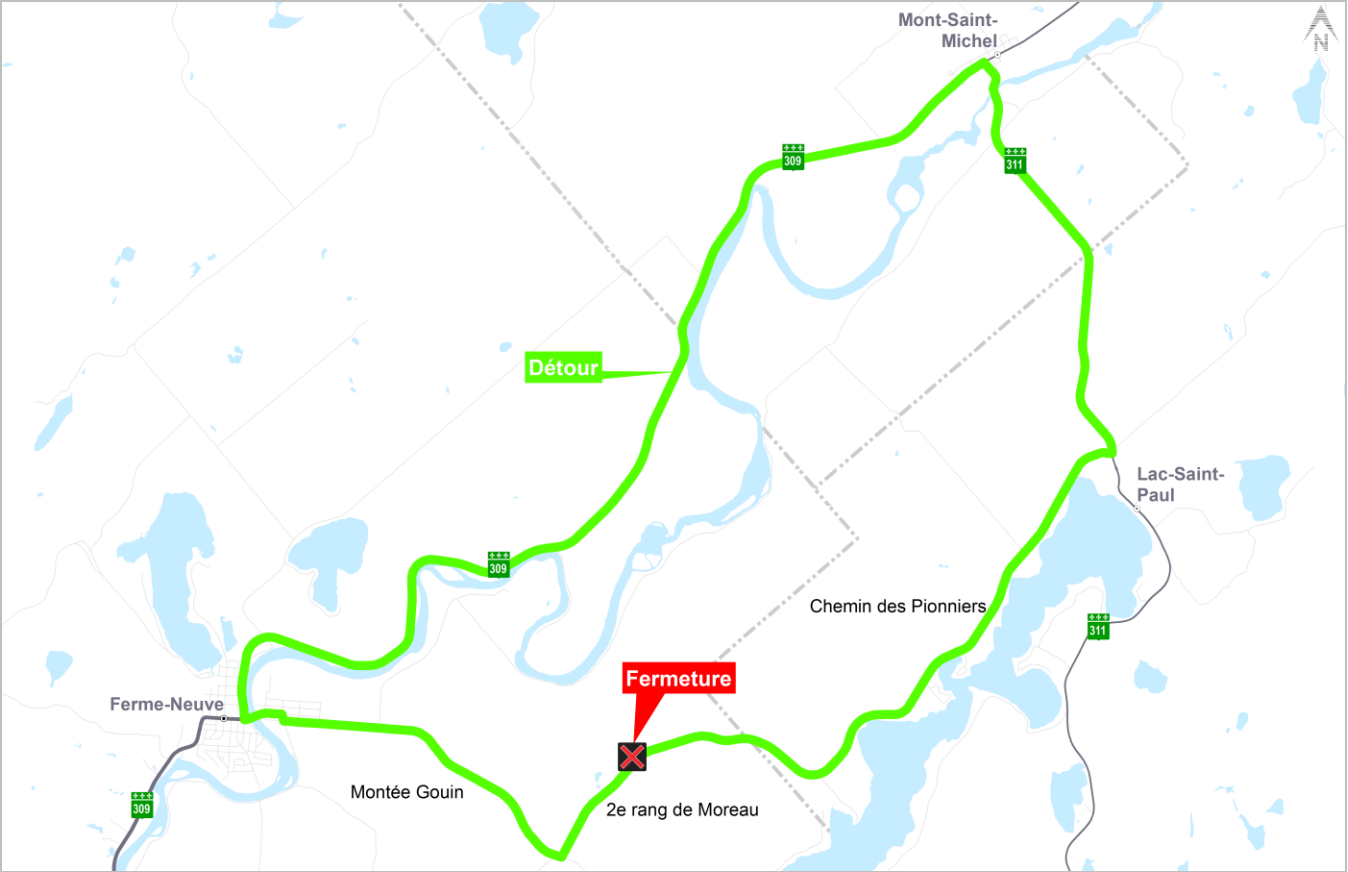 Mont-Saint-
Michel
N
309
311
Détour
Lac-Saint-
Paul
309
Chemin des Pionniers
311
Fermeture
Ferme-Neuve
Montée Gouin
309
2e rang de Moreau